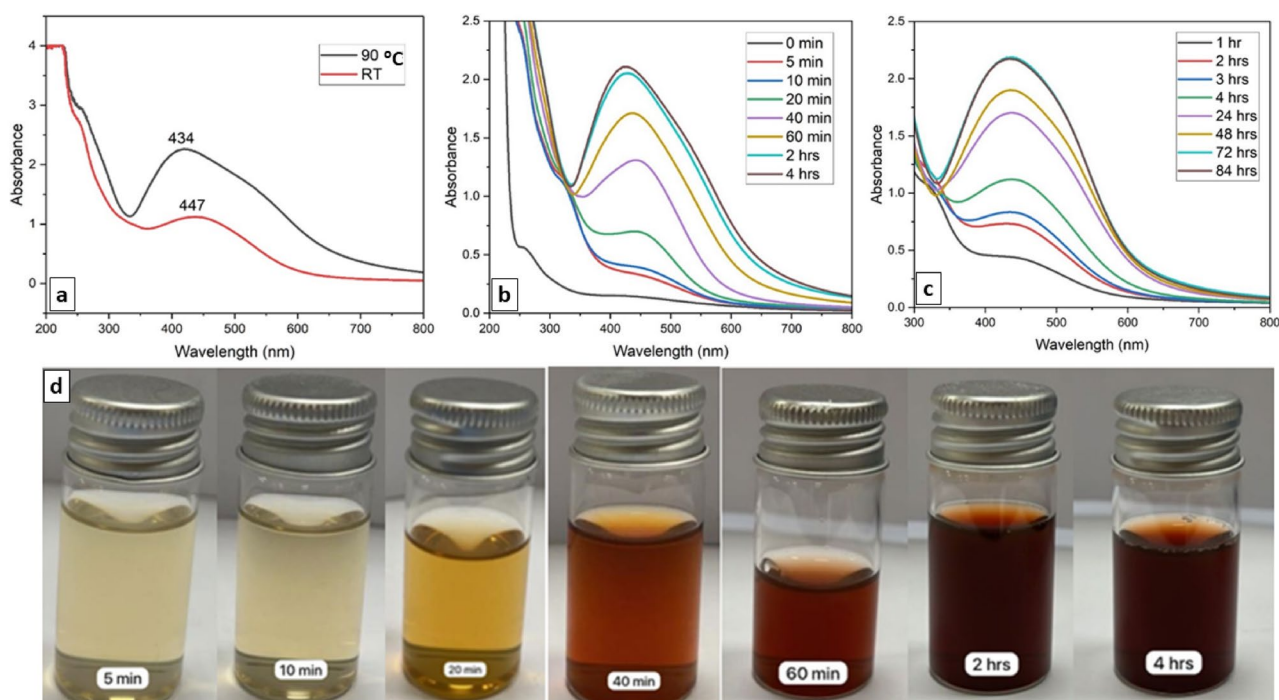 4
3
2
1
0
Absorbance
90 °C
RT
434
447
a
200 300 400 500 600 700 800
Wavelength (nm)
2.5
2.0
1.5
1.0
0.5
0.0
Absorbance
0 min
5 min
10 min
20 min
40 min
60 min
2 hrs
4 hrs
b
200 300 400 500 600 700 800
Wavelength (nm)
2.5
2.0
1.5
1.0
0.5
0.0
Absorbance
1 hr
2 hrs
3 hrs
4 hrs
24 hrs
48 hrs
72 hrs
84 hrs
c
300 400 500 600 700 800
Wavelength (nm)
d
5 min
10 min
20 min
40 min
60 min
2 hrs
4 hrs